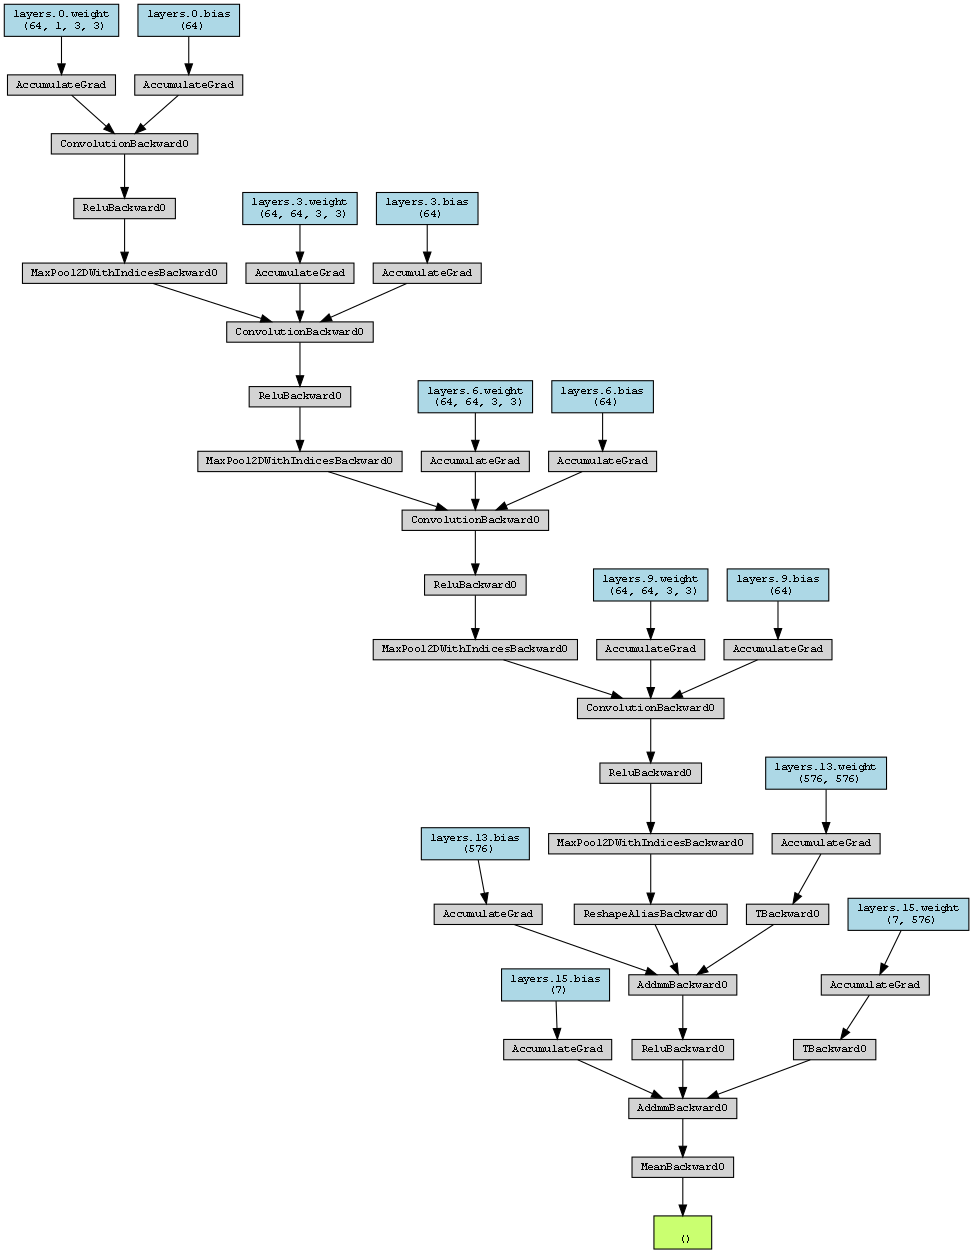 layers.0.weight
(64, 1, 3, 3)
layers.0.bias
(64)
AccumulateGrad
AccumulateGrad
ConvolutionBackward0
ReluBackward0
layers.3.weight
(64, 64, 3, 3)
layers.3.bias
(64)
MaxPool2DWithIndicesBackward0
AccumulateGrad
AccumulateGrad
ConvolutionBackward0
ReluBackward0
layers.6.weight
(64, 64, 3, 3)
layers.6.bias
(64)
MaxPool2DWithIndicesBackward0
AccumulateGrad
AccumulateGrad
ConvolutionBackward0
ReluBackward0
layers.9.weight
(64, 64, 3, 3)
layers.9.bias
(64)
MaxPool2DWithIndicesBackward0
AccumulateGrad
AccumulateGrad
ConvolutionBackward0
ReluBackward0
layers.13.weight
(576, 576)
layers.13.bias
(576)
MaxPool2DWithIndicesBackward0
AccumulateGrad
AccumulateGrad
ReshapeAliasBackward0
TBackward0
layers.15.weight
(7, 576)
layers.15.bias
(7)
AddmmBackward0
AccumulateGrad
AccumulateGrad
ReluBackward0
TBackward0
AddmmBackward0
MeanBackward0
()